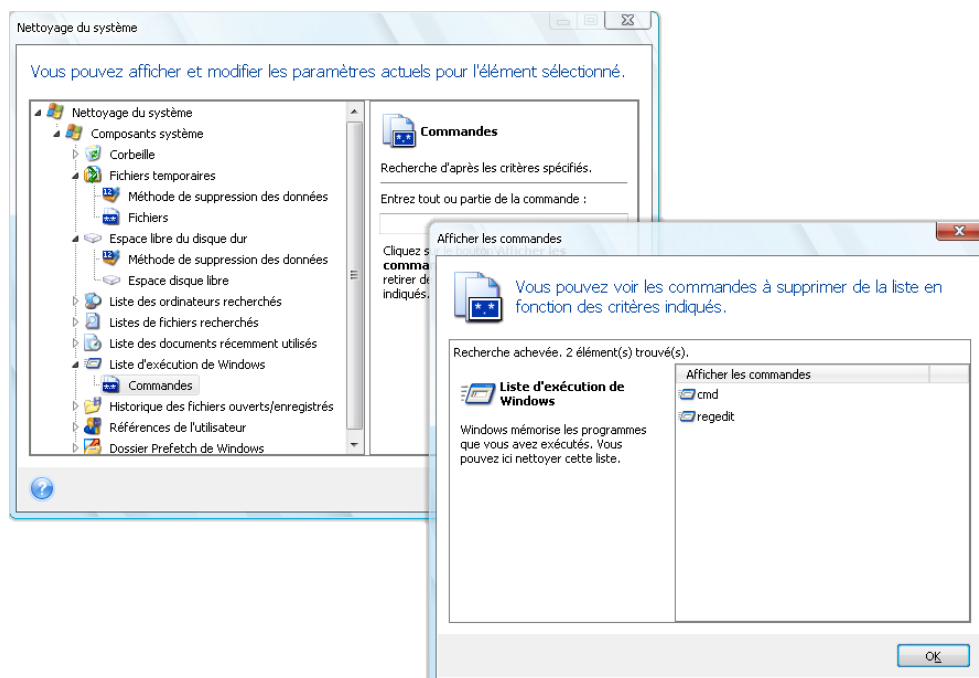 Nettoyage du système
Vous pouvez afficher et modifier les paramètres actuels pour l'élément sélectionné.
Nettoyage du système
Composants système
Corbeille
Fichiers temporaires
Méthode de suppression des données
Fichiers
Espace libre du disque dur
Méthode de suppression des données
Espace disque libre
Liste des ordinateurs recherchés
Listes de fichiers recherchés
Liste des documents récemment utilisés
Liste d'exécution de Windows
Commandes
Historique des fichiers ouverts/enregistrés
Références de l'utilisateur
Dossier Prefetch de Windows
Commandes
Recherche d'après les critères spécifiés.
Entrez tout ou partie de la commande :
Cliquez sur le bouton Afficher les
comma
retirer de
indiqués.
Afficher les commandes
Vous pouvez voir les commandes à supprimer de la liste en
fonction des critères indiqués.
Recherche achevée. 2 élément(s) trouvé(s).
Liste d'exécution de
Windows
Windows mémorise les programmes
que vous avez exécutés. Vous
pouvez ici nettoyer cette liste.
Afficher les commandes
cmd
regedit
OK